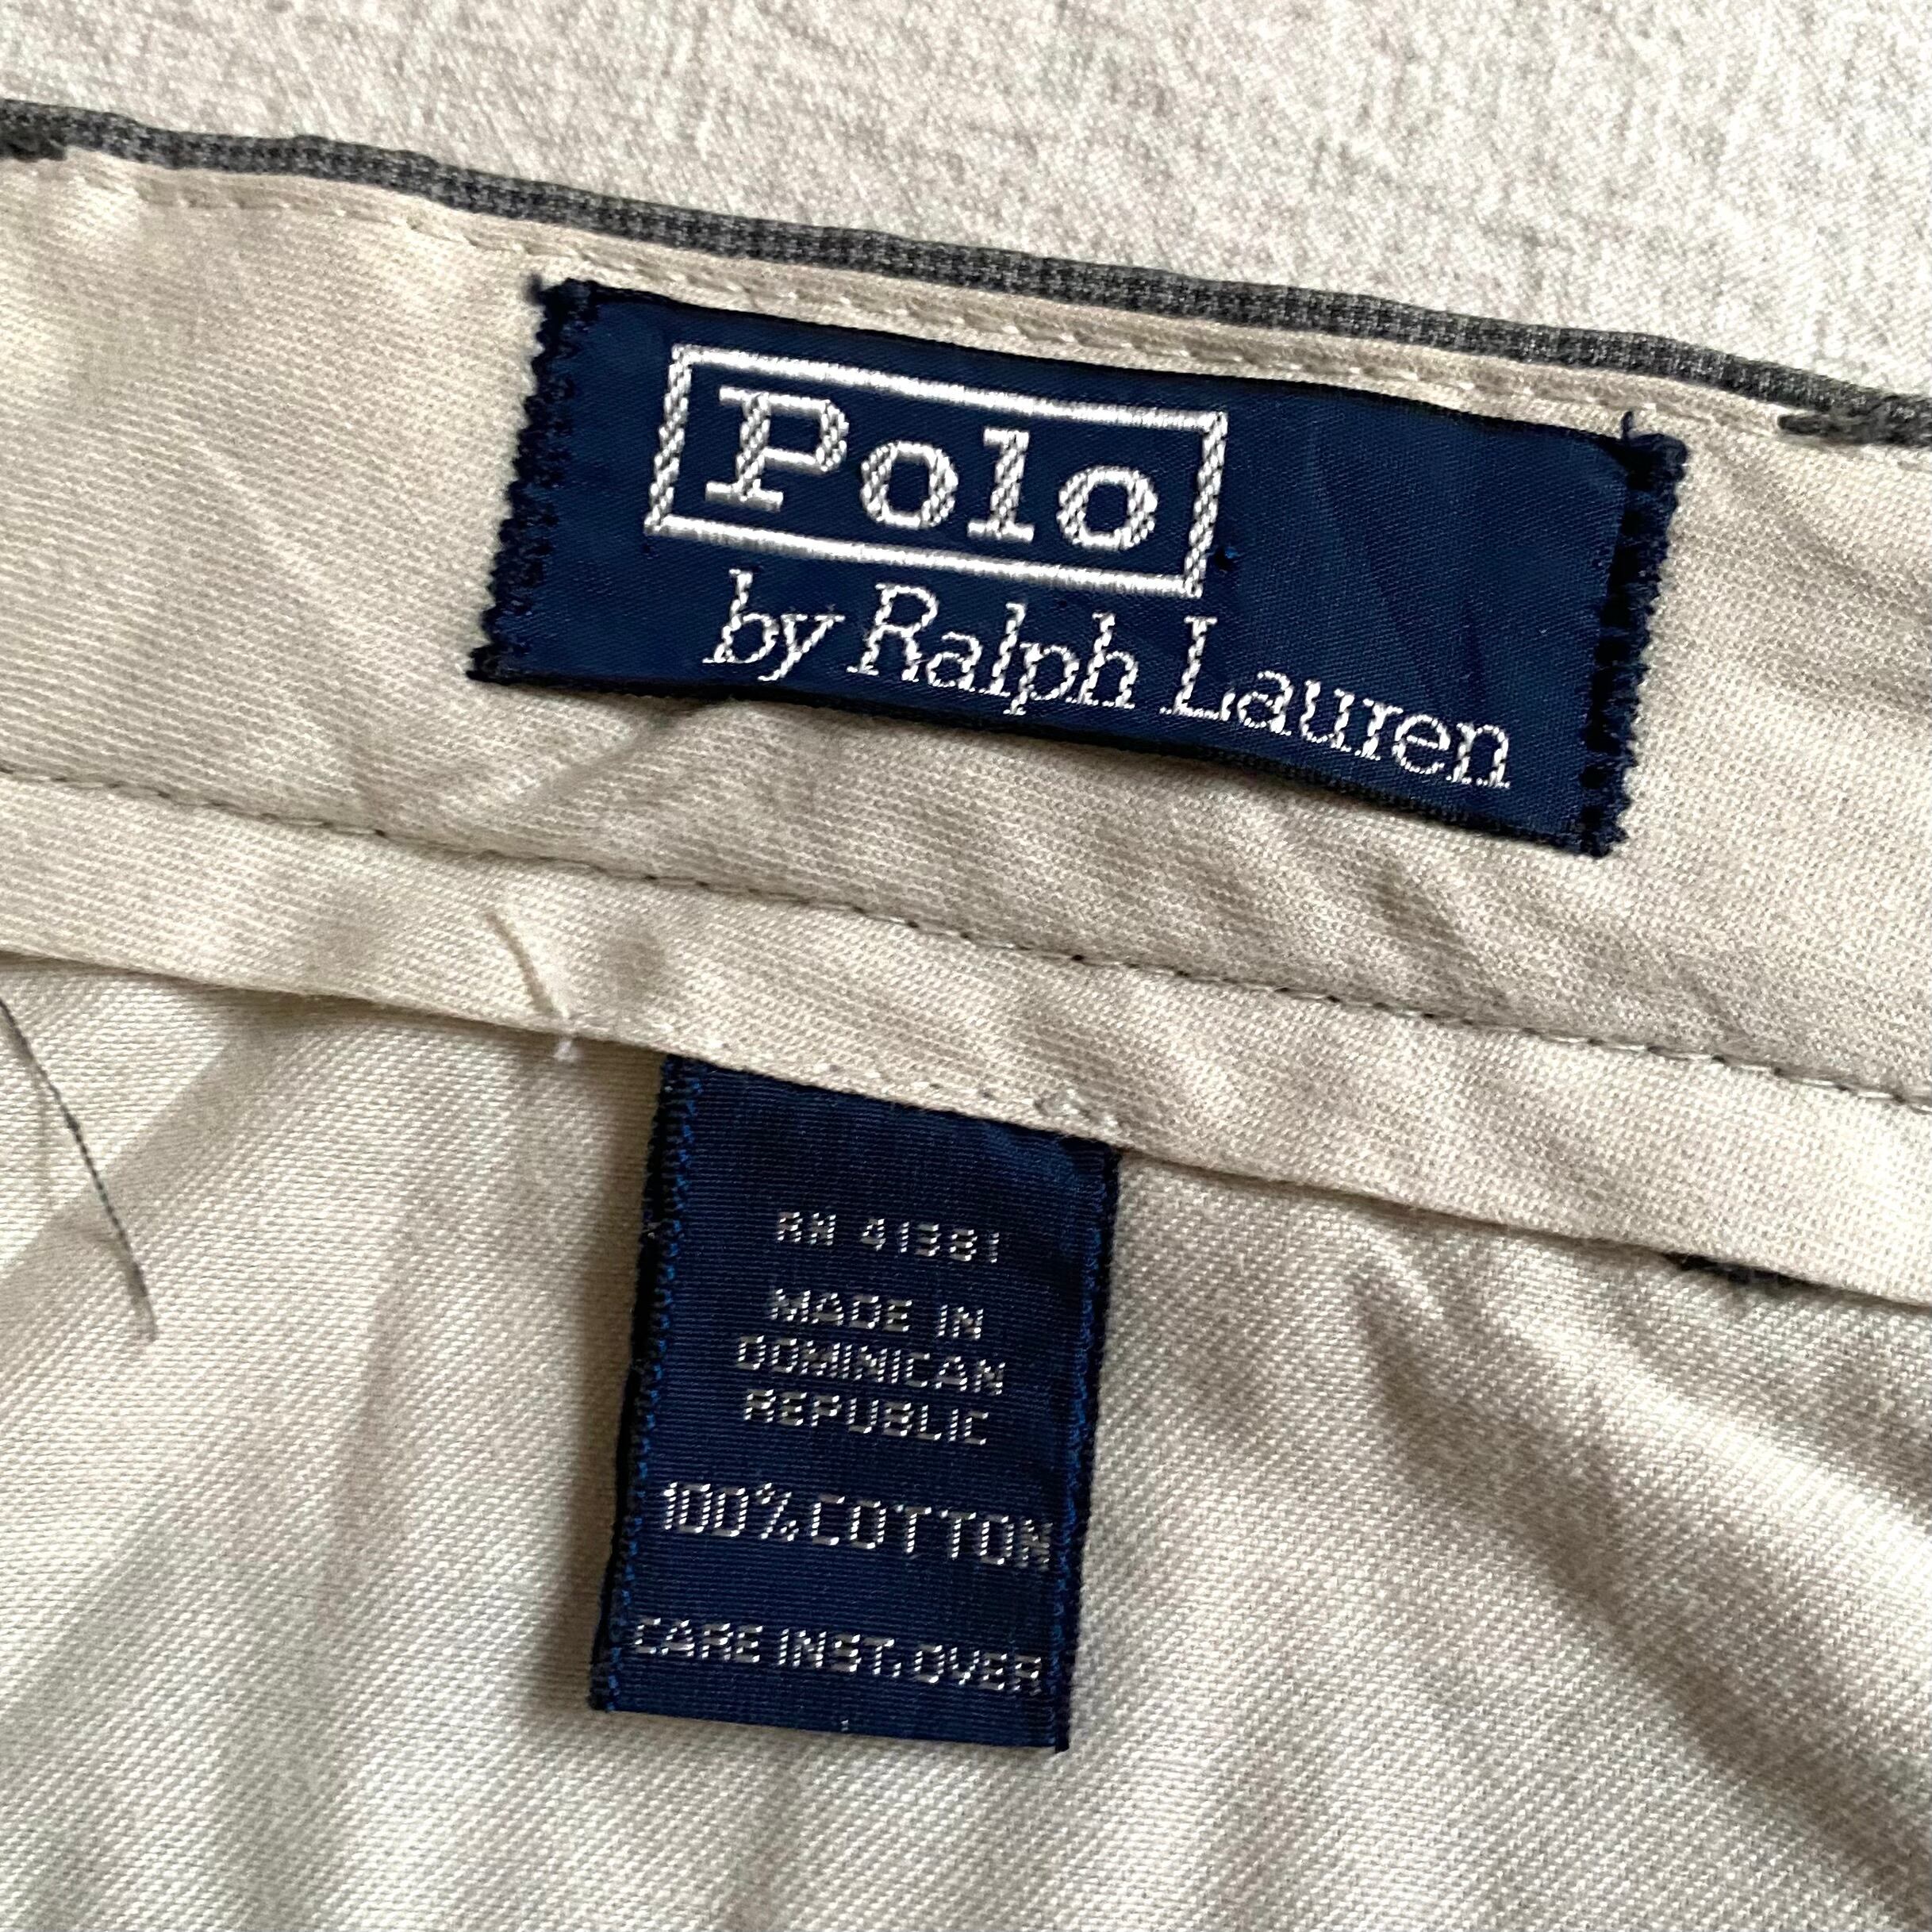 Polo
by Ralph Lauren
RN 41381
MADE IN
DOMINICAN
REPUBLIC
100% COTTON
CARE INST. OVER